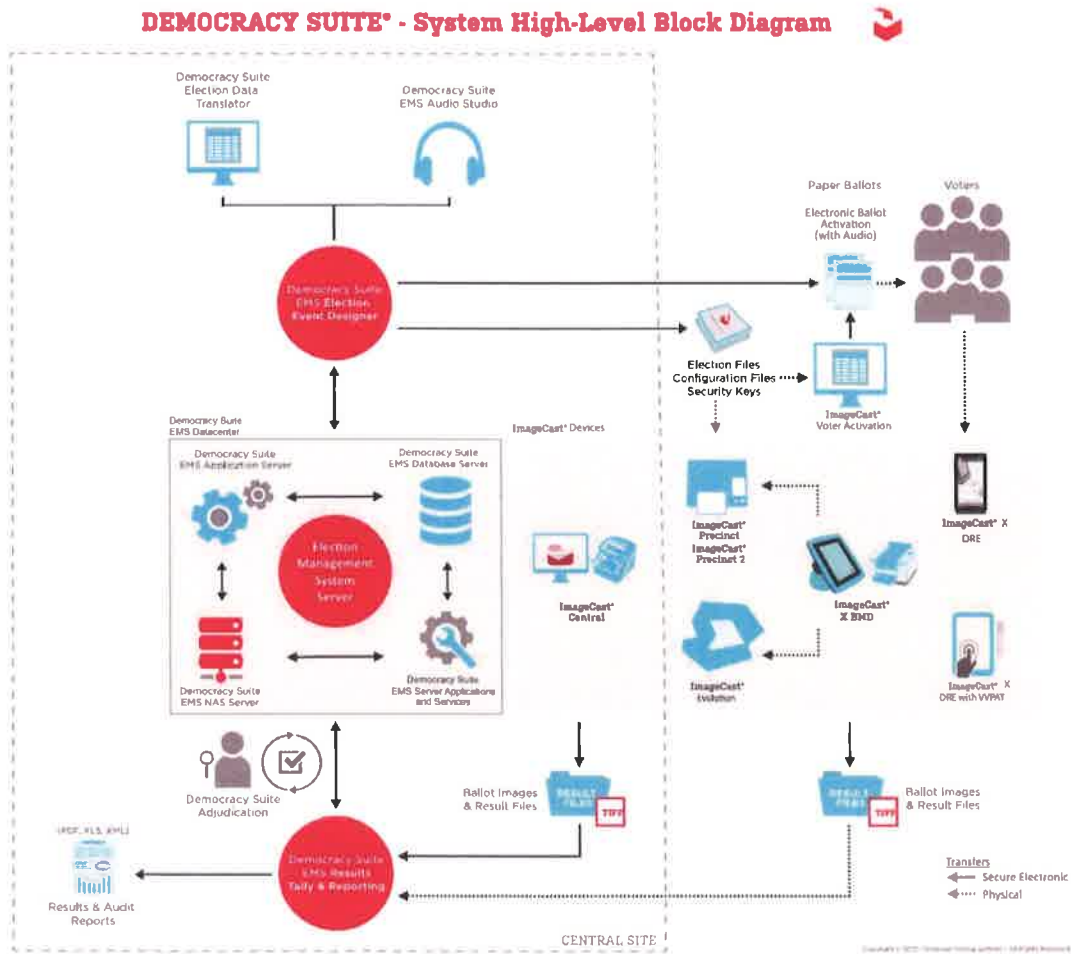 DEMOCRACY SUITE® - System High-Level Block Diagram
Democracy Suite
Election Data
Translator
Democracy Suite
EMS Audio Studio
Paper Ballots
Electronic Ballot
Activation
(with Audio)
Voters
Democracy Suite
EMS Election
Event Designer
Election Files
Configuration Files
Security Keys
ImageCast®
Voter Activation
Democracy Suite
EMS Datacenter
ImageCast® Devices
Democracy Suite
EMS Application Server
Democracy Suite
EMS Database Server
Election
Management
System
Server
ImageCast®
Central
ImageCast®
Precinct
ImageCast®
Precinct 2
ImageCast® X
DRE
ImageCast®
X BMD
ImageCast®
Evolution
ImageCast® X
DRE with VVPAT
Democracy Suite
EMS NAS Server
Democracy Suite
EMS Server Applications
and Services
Democracy Suite
Adjudication
Ballot Images
& Result Files
RESULT
FILES
TIFF
RESULT
FILES
TIFF
Ballot Images
& Result Files
(PDF, XLS, XML)
Results & Audit
Reports
Democracy Suite
EMS Results
Tally & Reporting
Transfers
Secure Electronic
Physical
CENTRAL SITE